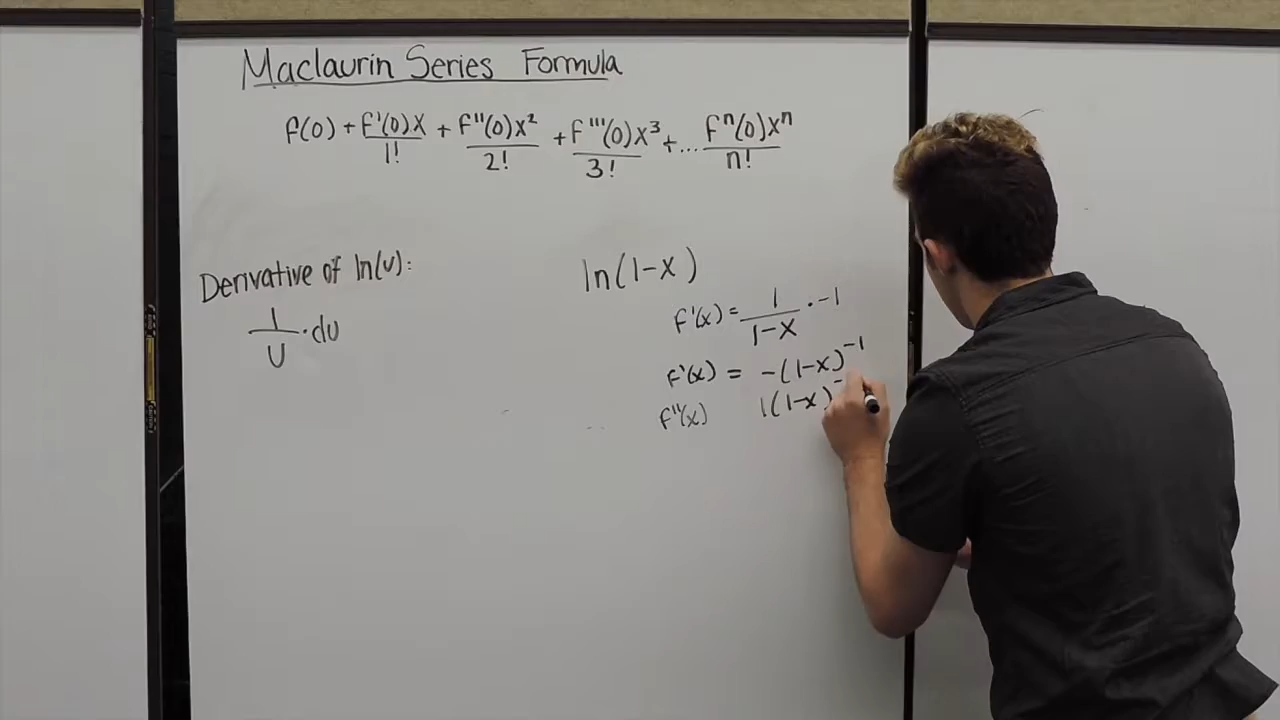 Maclaurin Series Formula
f(0) + f'(0)x/1! + f''(0)x²/2! + f'''(0)x³/3! + ... fⁿ(0)xⁿ/n!
Derivative of ln(u):
1/u · du
ln(1-x)
f'(x) = 1/1-x · -1
f'(x) = -(1-x)⁻¹
f''(x) 1(1-x)⁻